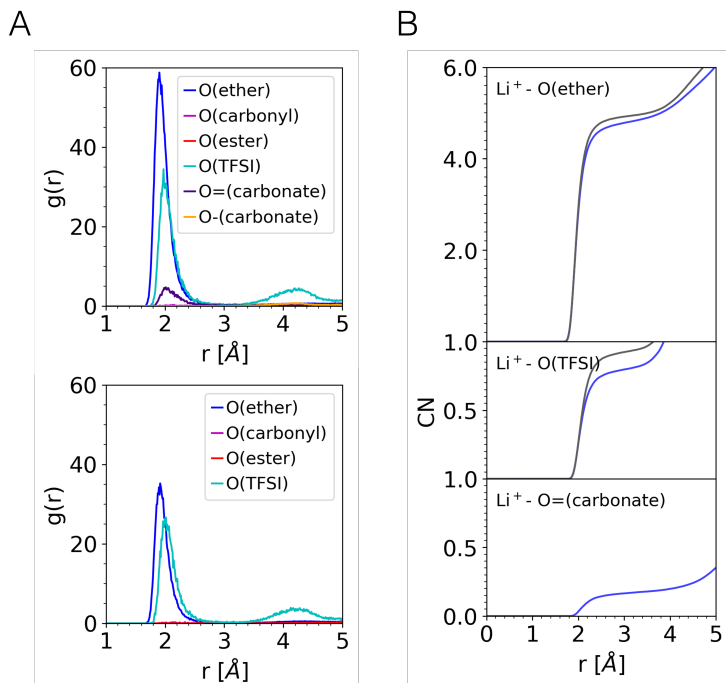 A
60
40
20
0
g(r)
O(ether)
O(carbonyl)
O(ester)
O(TFSI)
O=(carbonate)
O-(carbonate)
1 2 3 4 5
r [Å]
60
40
20
0
g(r)
O(ether)
O(carbonyl)
O(ester)
O(TFSI)
1 2 3 4 5
r [Å]
B
6.0
4.0
2.0
Li⁺- O(ether)
1.0
Li⁺- O(TFSI)
0.5
CN
1.0
Li⁺- O=(carbonate)
0.5
0.0
0 1 2 3 4 5
r [Å]